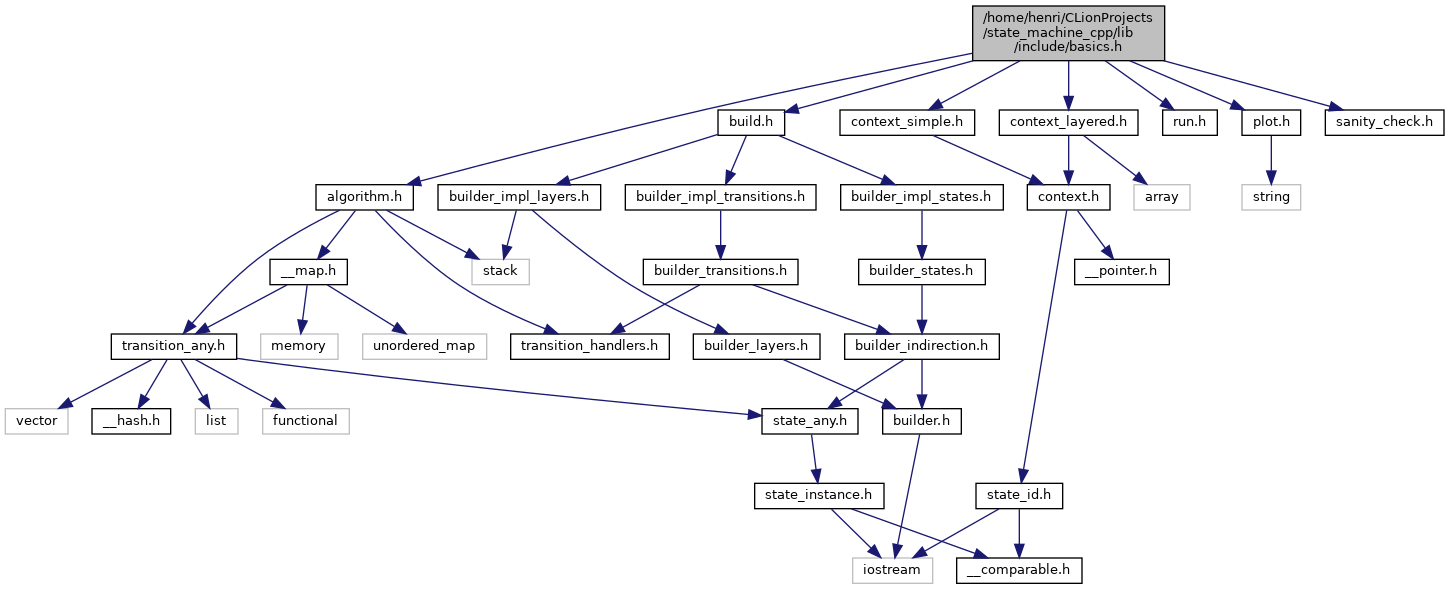 /home/henri/CLionProjects
/state_machine_cpp/lib
/include/basics.h
build.h
context_simple.h
context_layered.h
run.h
plot.h
sanity_check.h
algorithm.h
builder_impl_layers.h
builder_impl_transitions.h
builder_impl_states.h
context.h
array
string
__map.h
stack
builder_transitions.h
builder_states.h
__pointer.h
transition_any.h
memory
unordered_map
transition_handlers.h
builder_layers.h
builder_indirection.h
vector
__hash.h
list
functional
state_any.h
builder.h
state_instance.h
state_id.h
iostream
__comparable.h